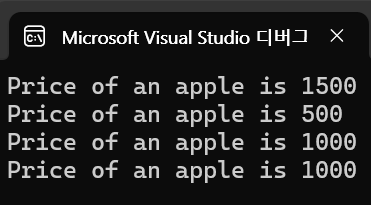 Microsoft Visual Studio 디버그
Price of an apple is 1500
Price of an apple is 500
Price of an apple is 1000
Price of an apple is 1000